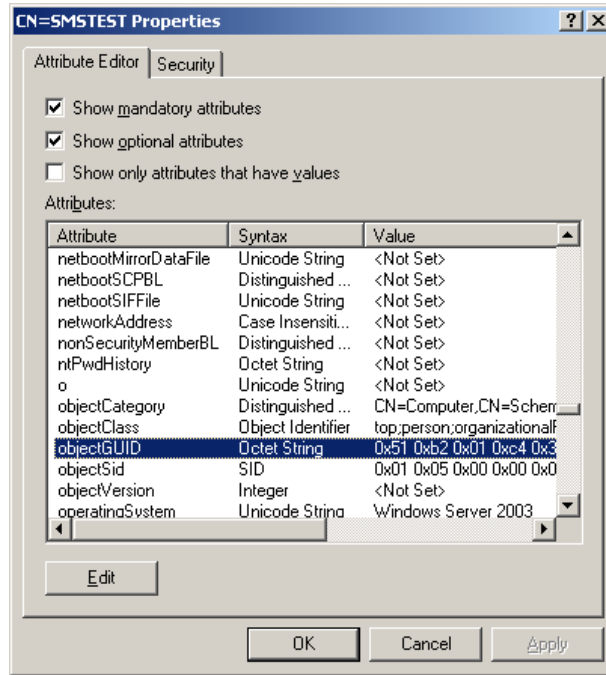 CN=SMSTEST Properties
Attribute Editor Security
Show mandatory attributes
Show optional attributes
Show only attributes that have values
Attributes:
Attribute Syntax Value
netbootMirrorDataFile Unicode String <Not Set>
netbootSCPBL Distinguished ... <Not Set>
netbootSIFFile Unicode String <Not Set>
networkAddress Case Insensiti... <Not Set>
nonSecurityMemberBL Distinguished ... <Not Set>
ntPwdHistory Octet String <Not Set>
o Unicode String <Not Set>
objectCategory Distinguished ... CN=Computer,CN=Schem
objectClass Object Identifier top;person;organizational
objectGUID Octet String 0x51 0xb2 0x01 0xc4 0x3
objectSid SID 0x01 0x05 0x00 0x00 0x0
objectVersion Integer <Not Set>
operatingSystem Unicode String Windows Server 2003
Edit
OK Cancel Apply